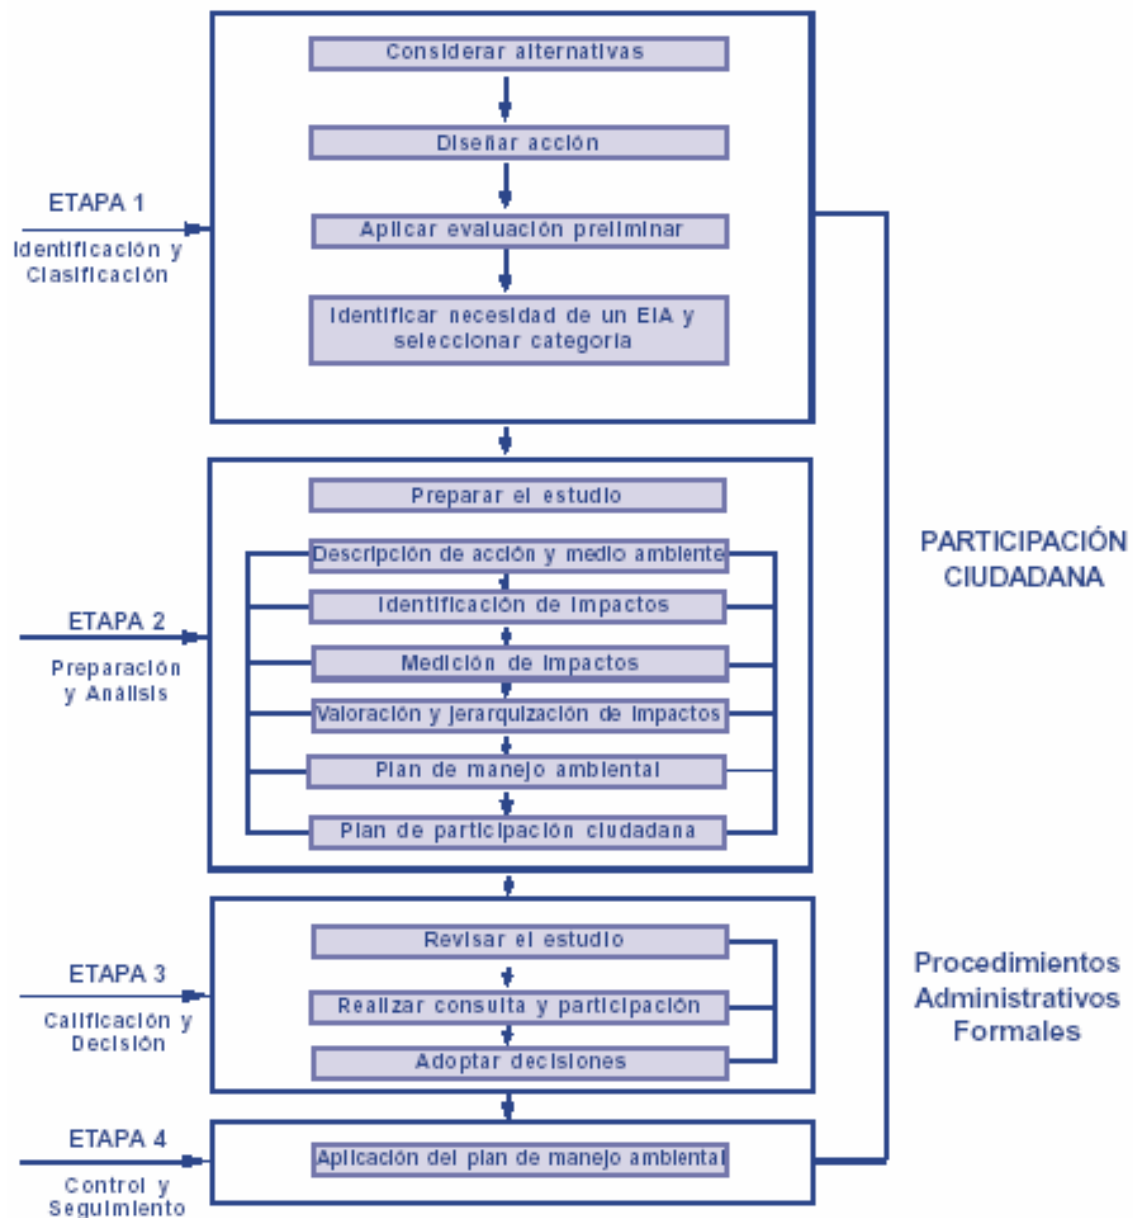 Considerar alternativas
Diseñar acción
ETAPA 1
Identificación y
Clasificación
Aplicar evaluación preliminar
Identificar necesidad de un EIA y
seleccionar categoría
Preparar el estudio
Descripción de acción y medio ambiente
Identificación de Impactos
ETAPA 2
Preparación
y Análisis
Medición de Impactos
Valoración y jerarquización de Impactos
Plan de manejo ambiental
Plan de participación ciudadana
PARTICIPACIÓN
CIUDADANA
Revisar el estudio
ETAPA 3
Calificación y
Decisión
Realizar consulta y participación
Adoptar decisiones
Procedimientos
Administrativos
Formales
ETAPA 4
Control y
Seguimiento
Aplicación del plan de manejo ambiental